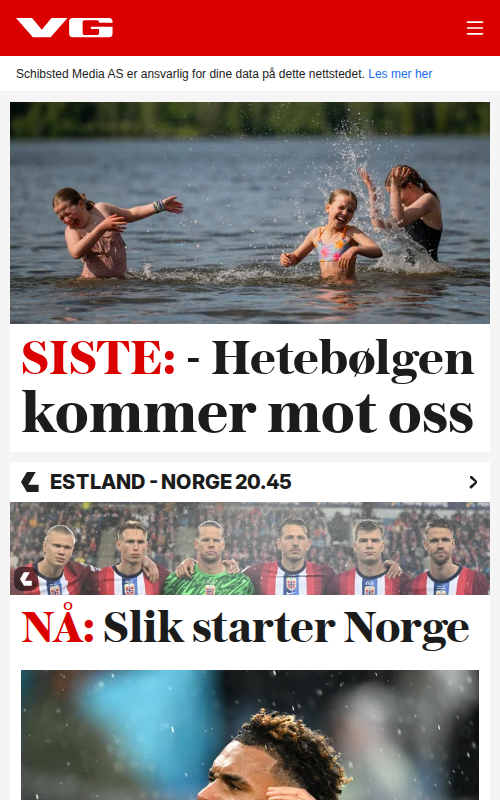 VG
Schibsted Media AS er ansvarlig for dine data på dette nettstedet. Les mer her
SISTE: - Hetebølgen
kommer mot oss
ESTLAND - NORGE 20.45
NÅ: Slik starter Norge